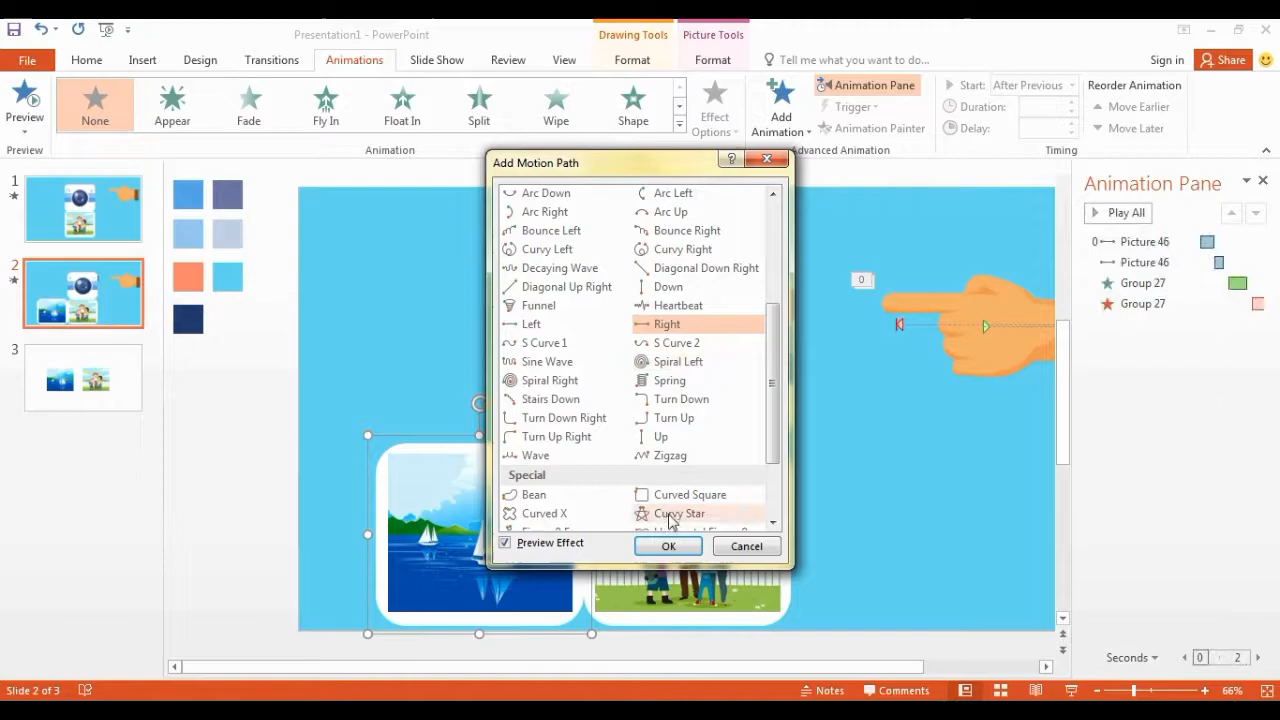 Presentation1 - PowerPoint
Drawing Tools
Picture Tools
File
Home
Insert
Design
Transitions
Animations
Slide Show
Review
View
Format
Format
Tell me what you want to do...
Sign in
Share
Preview
None
Appear
Fade
Fly In
Float In
Split
Wipe
Shape
Effect Options
Add Animation
Animation Pane
Trigger
Animation Painter
Start: After Previous
Duration:
Delay:
Reorder Animation
Move Earlier
Move Later
Preview
Animation
Advanced Animation
Timing
Add Motion Path
?
Arc Down
Arc Left
Arc Right
Arc Up
Bounce Left
Bounce Right
Curvy Left
Curvy Right
Decaying Wave
Diagonal Down Right
Diagonal Up Right
Down
Funnel
Heartbeat
Left
Right
S Curve 1
S Curve 2
Sine Wave
Spiral Left
Spiral Right
Spring
Stairs Down
Turn Down
Turn Down Right
Turn Up
Turn Up Right
Up
Wave
Zigzag
Special
Bean
Curved Square
Curved X
Curvy Star
Preview Effect
OK
Cancel
1
2
3
0
Animation Pane
Play All
0 Picture 46
Picture 46
Group 27
Group 27
Seconds
0
2
Slide 2 of 3
Notes
Comments
66%